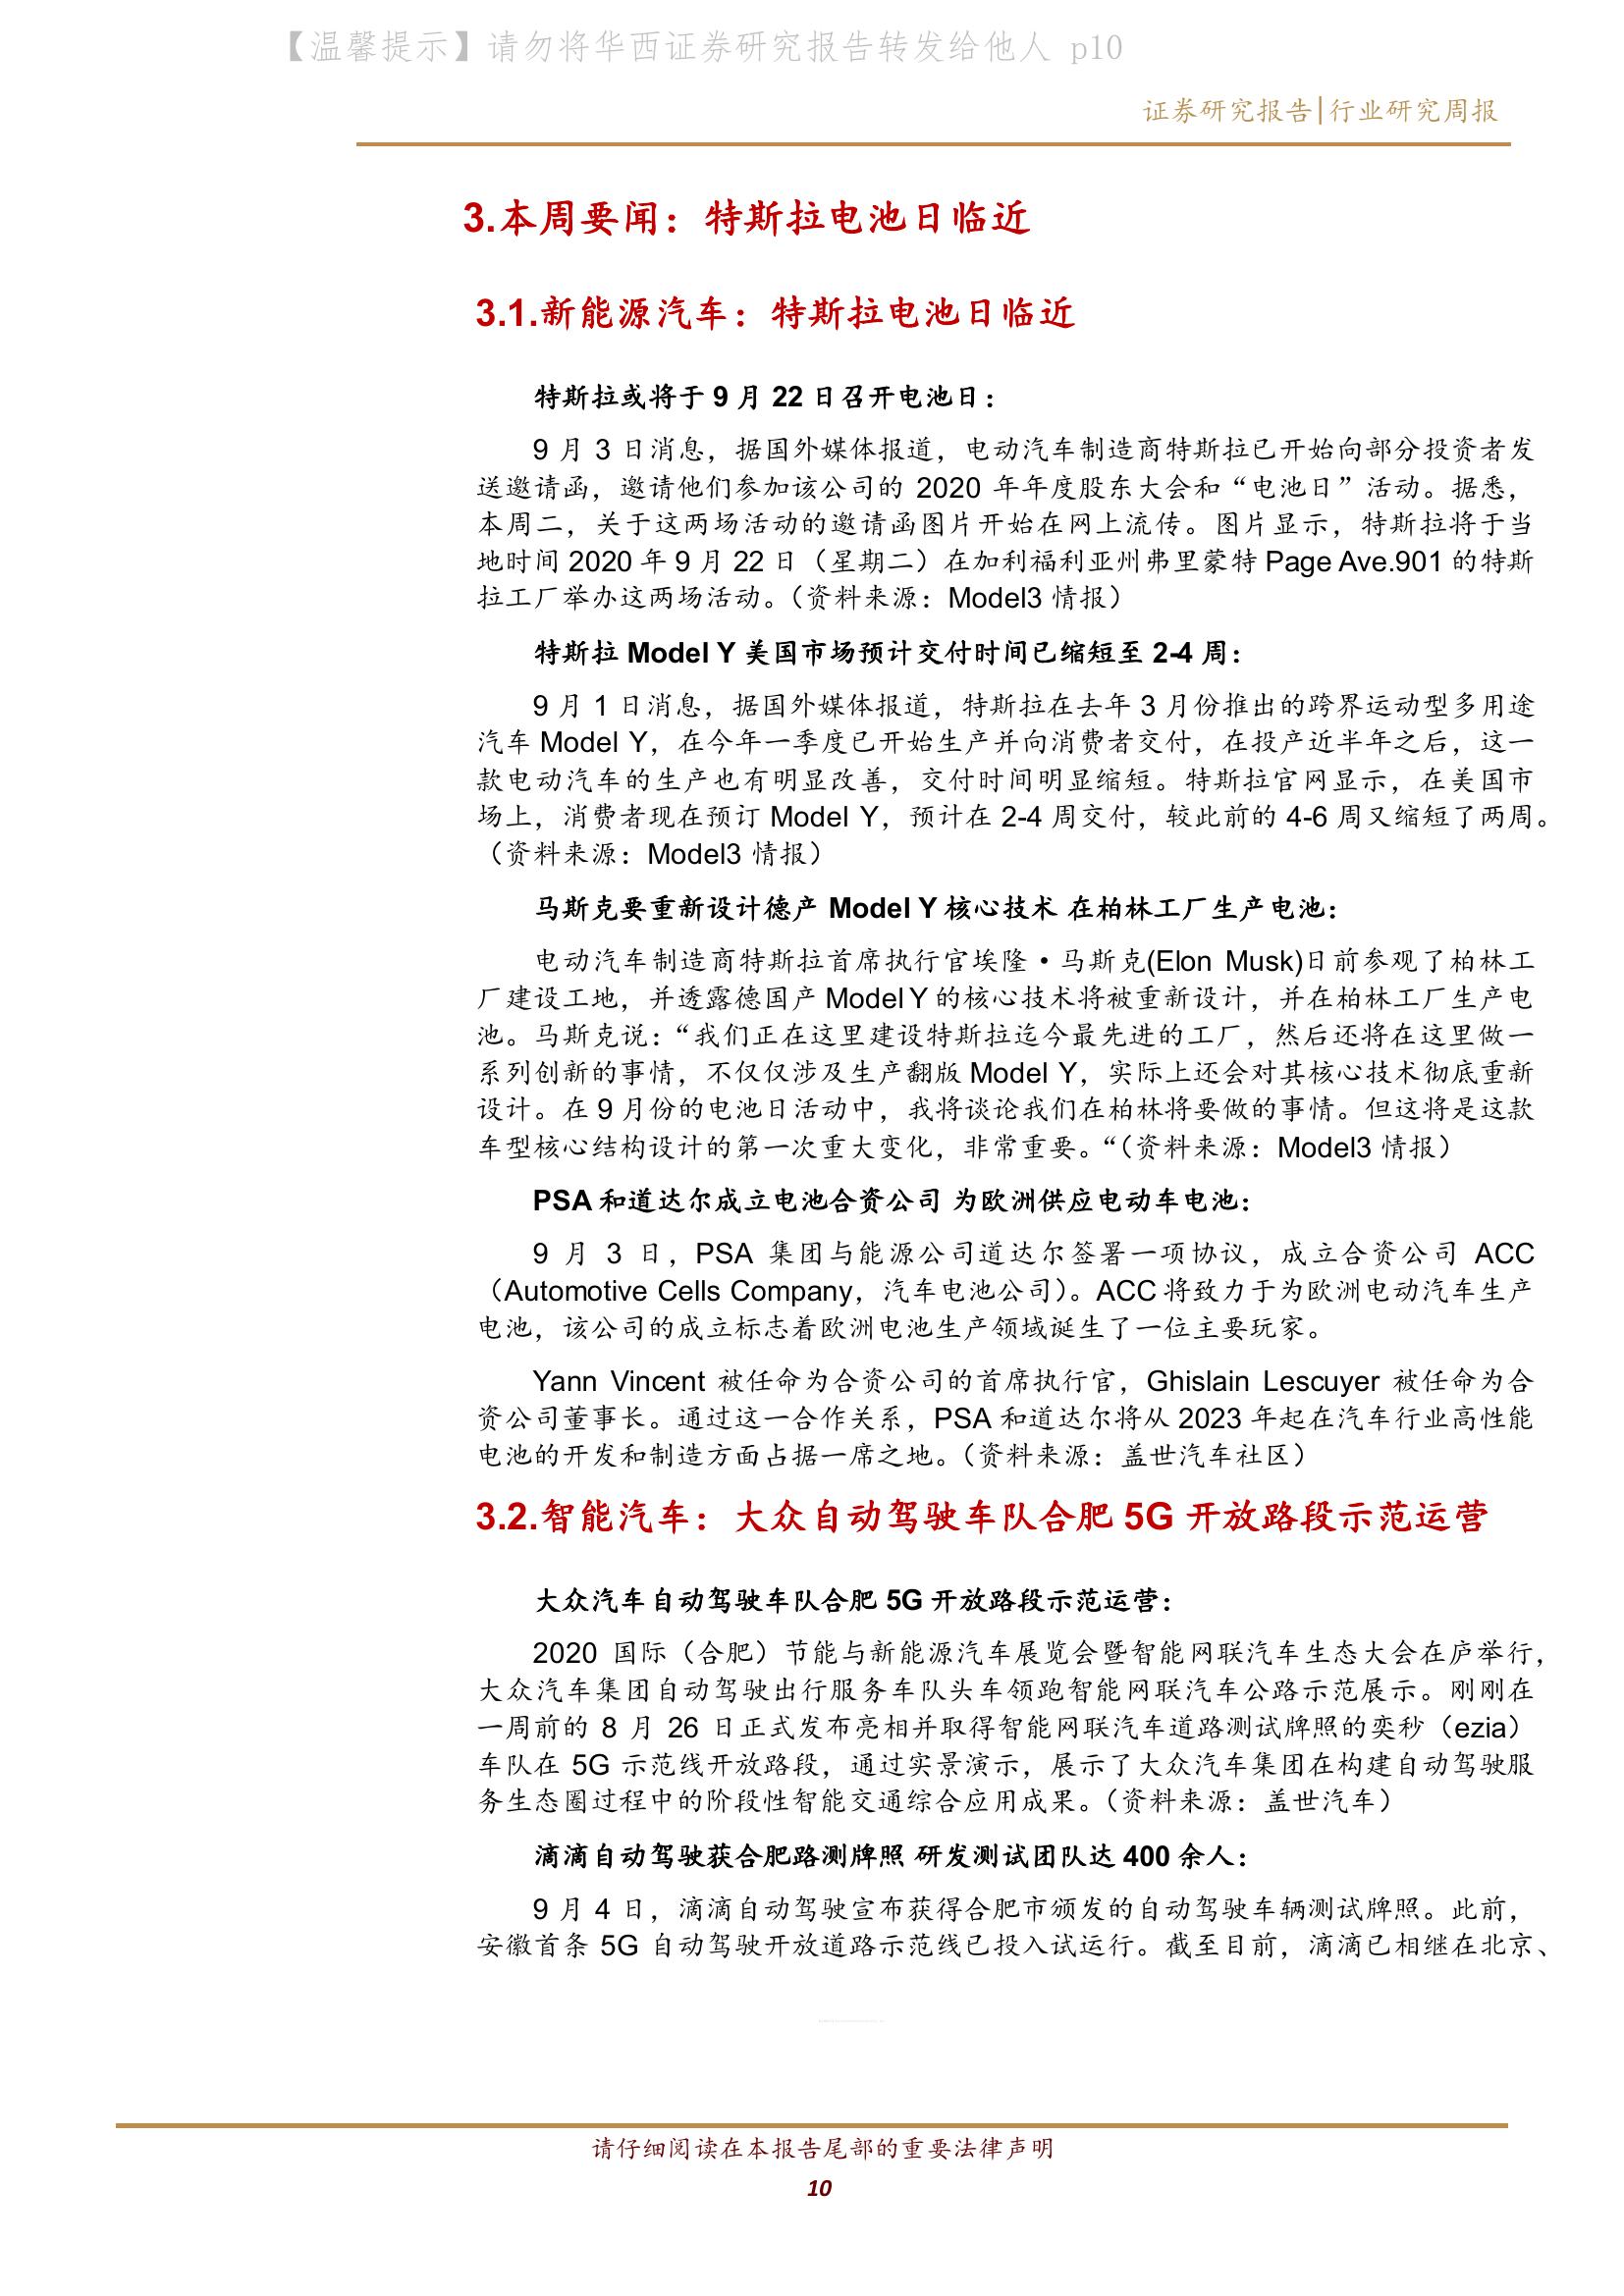 【温馨提示】请勿将华西证券研究报告转发给他人 p10
证券研究报告|行业研究周报
3.本周要闻：特斯拉电池日临近
3.1.新能源汽车：特斯拉电池日临近
特斯拉或将于 9 月 22 日召开电池日：
9 月 3 日消息，据国外媒体报道，电动汽车制造商特斯拉已开始向部分投资者发
送邀请函，邀请他们参加该公司的 2020 年年度股东大会和“电池日”活动。据悉，
本周二，关于这两场活动的邀请函图片开始在网上流传。图片显示，特斯拉将于当
地时间 2020 年 9 月 22 日（星期二）在加利福利亚州弗里蒙特 Page Ave.901 的特斯
拉工厂举办这两场活动。（资料来源：Model3 情报）
特斯拉 Model Y 美国市场预计交付时间已缩短至 2-4 周：
9 月 1 日消息，据国外媒体报道，特斯拉在去年 3 月份推出的跨界运动型多用途
汽车 Model Y，在今年一季度已开始生产并向消费者交付，在投产近半年之后，这一
款电动汽车的生产也有明显改善，交付时间明显缩短。特斯拉官网显示，在美国市
场上，消费者现在预订 Model Y，预计在 2-4 周交付，较此前的 4-6 周又缩短了两周。
（资料来源：Model3 情报）
马斯克要重新设计德产 Model Y 核心技术 在柏林工厂生产电池：
电动汽车制造商特斯拉首席执行官埃隆·马斯克(Elon Musk)日前参观了柏林工
厂建设工地，并透露德国产 Model Y 的核心技术将被重新设计，并在柏林工厂生产电
池。马斯克说：“我们正在这里建设特斯拉迄今最先进的工厂，然后还将在这里做一
系列创新的事情，不仅仅涉及生产翻版 Model Y，实际上还会对其核心技术彻底重新
设计。在 9 月份的电池日活动中，我将谈论我们在柏林将要做的事情。但这将是这款
车型核心结构设计的第一次重大变化，非常重要。“（资料来源：Model3 情报）
PSA 和道达尔成立电池合资公司 为欧洲供应电动车电池：
9 月 3 日，PSA 集团与能源公司道达尔签署一项协议，成立合资公司 ACC
（Automotive Cells Company，汽车电池公司）。ACC 将致力于为欧洲电动汽车生产
电池，该公司的成立标志着欧洲电池生产领域诞生了一位主要玩家。
Yann Vincent 被任命为合资公司的首席执行官，Ghislain Lescuyer 被任命为合
资公司董事长。通过这一合作关系，PSA 和道达尔将从 2023 年起在汽车行业高性能
电池的开发和制造方面占据一席之地。（资料来源：盖世汽车社区）
3.2.智能汽车：大众自动驾驶车队合肥 5G 开放路段示范运营
大众汽车自动驾驶车队合肥 5G 开放路段示范运营：
2020 国际（合肥）节能与新能源汽车展览会暨智能网联汽车生态大会在庐举行，
大众汽车集团自动驾驶出行服务车队头车领跑智能网联汽车公路示范展示。刚刚在
一周前的 8 月 26 日正式发布亮相并取得智能网联汽车道路测试牌照的奕秒（ezia）
车队在 5G 示范线开放路段，通过实景演示，展示了大众汽车集团在构建自动驾驶服
务生态圈过程中的阶段性智能交通综合应用成果。（资料来源：盖世汽车）
滴滴自动驾驶获合肥路测牌照 研发测试团队达 400 余人：
9 月 4 日，滴滴自动驾驶宣布获得合肥市颁发的自动驾驶车辆测试牌照。此前，
安徽首条 5G 自动驾驶开放道路示范线已投入试运行。截至目前，滴滴已相继在北京、
请仔细阅读在本报告尾部的重要法律声明
10